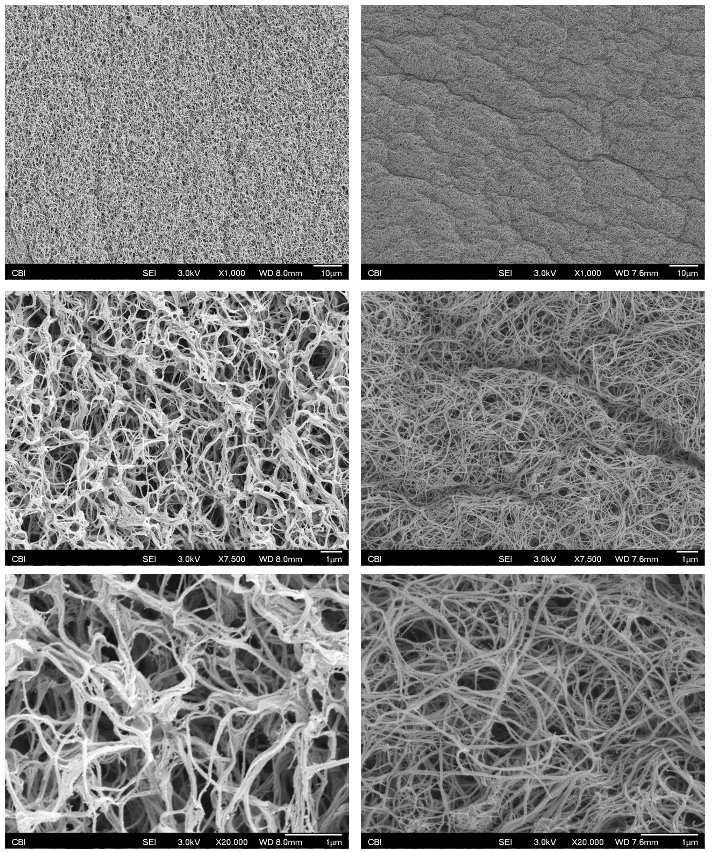 CBI SEI 3.0kV X1,000 WD 8.0mm 10μm
CBI SEI 3.0kV X1,000 WD 7.6mm 10μm
CBI SEI 3.0kV X7,500 WD 8.0mm 1μm
CBI SEI 3.0kV X7,500 WD 7.6mm 1μm
CBI SEI 3.0kV X20,000 WD 8.0mm 1μm
CBI SEI 3.0kV X20,000 WD 7.6mm 1μm